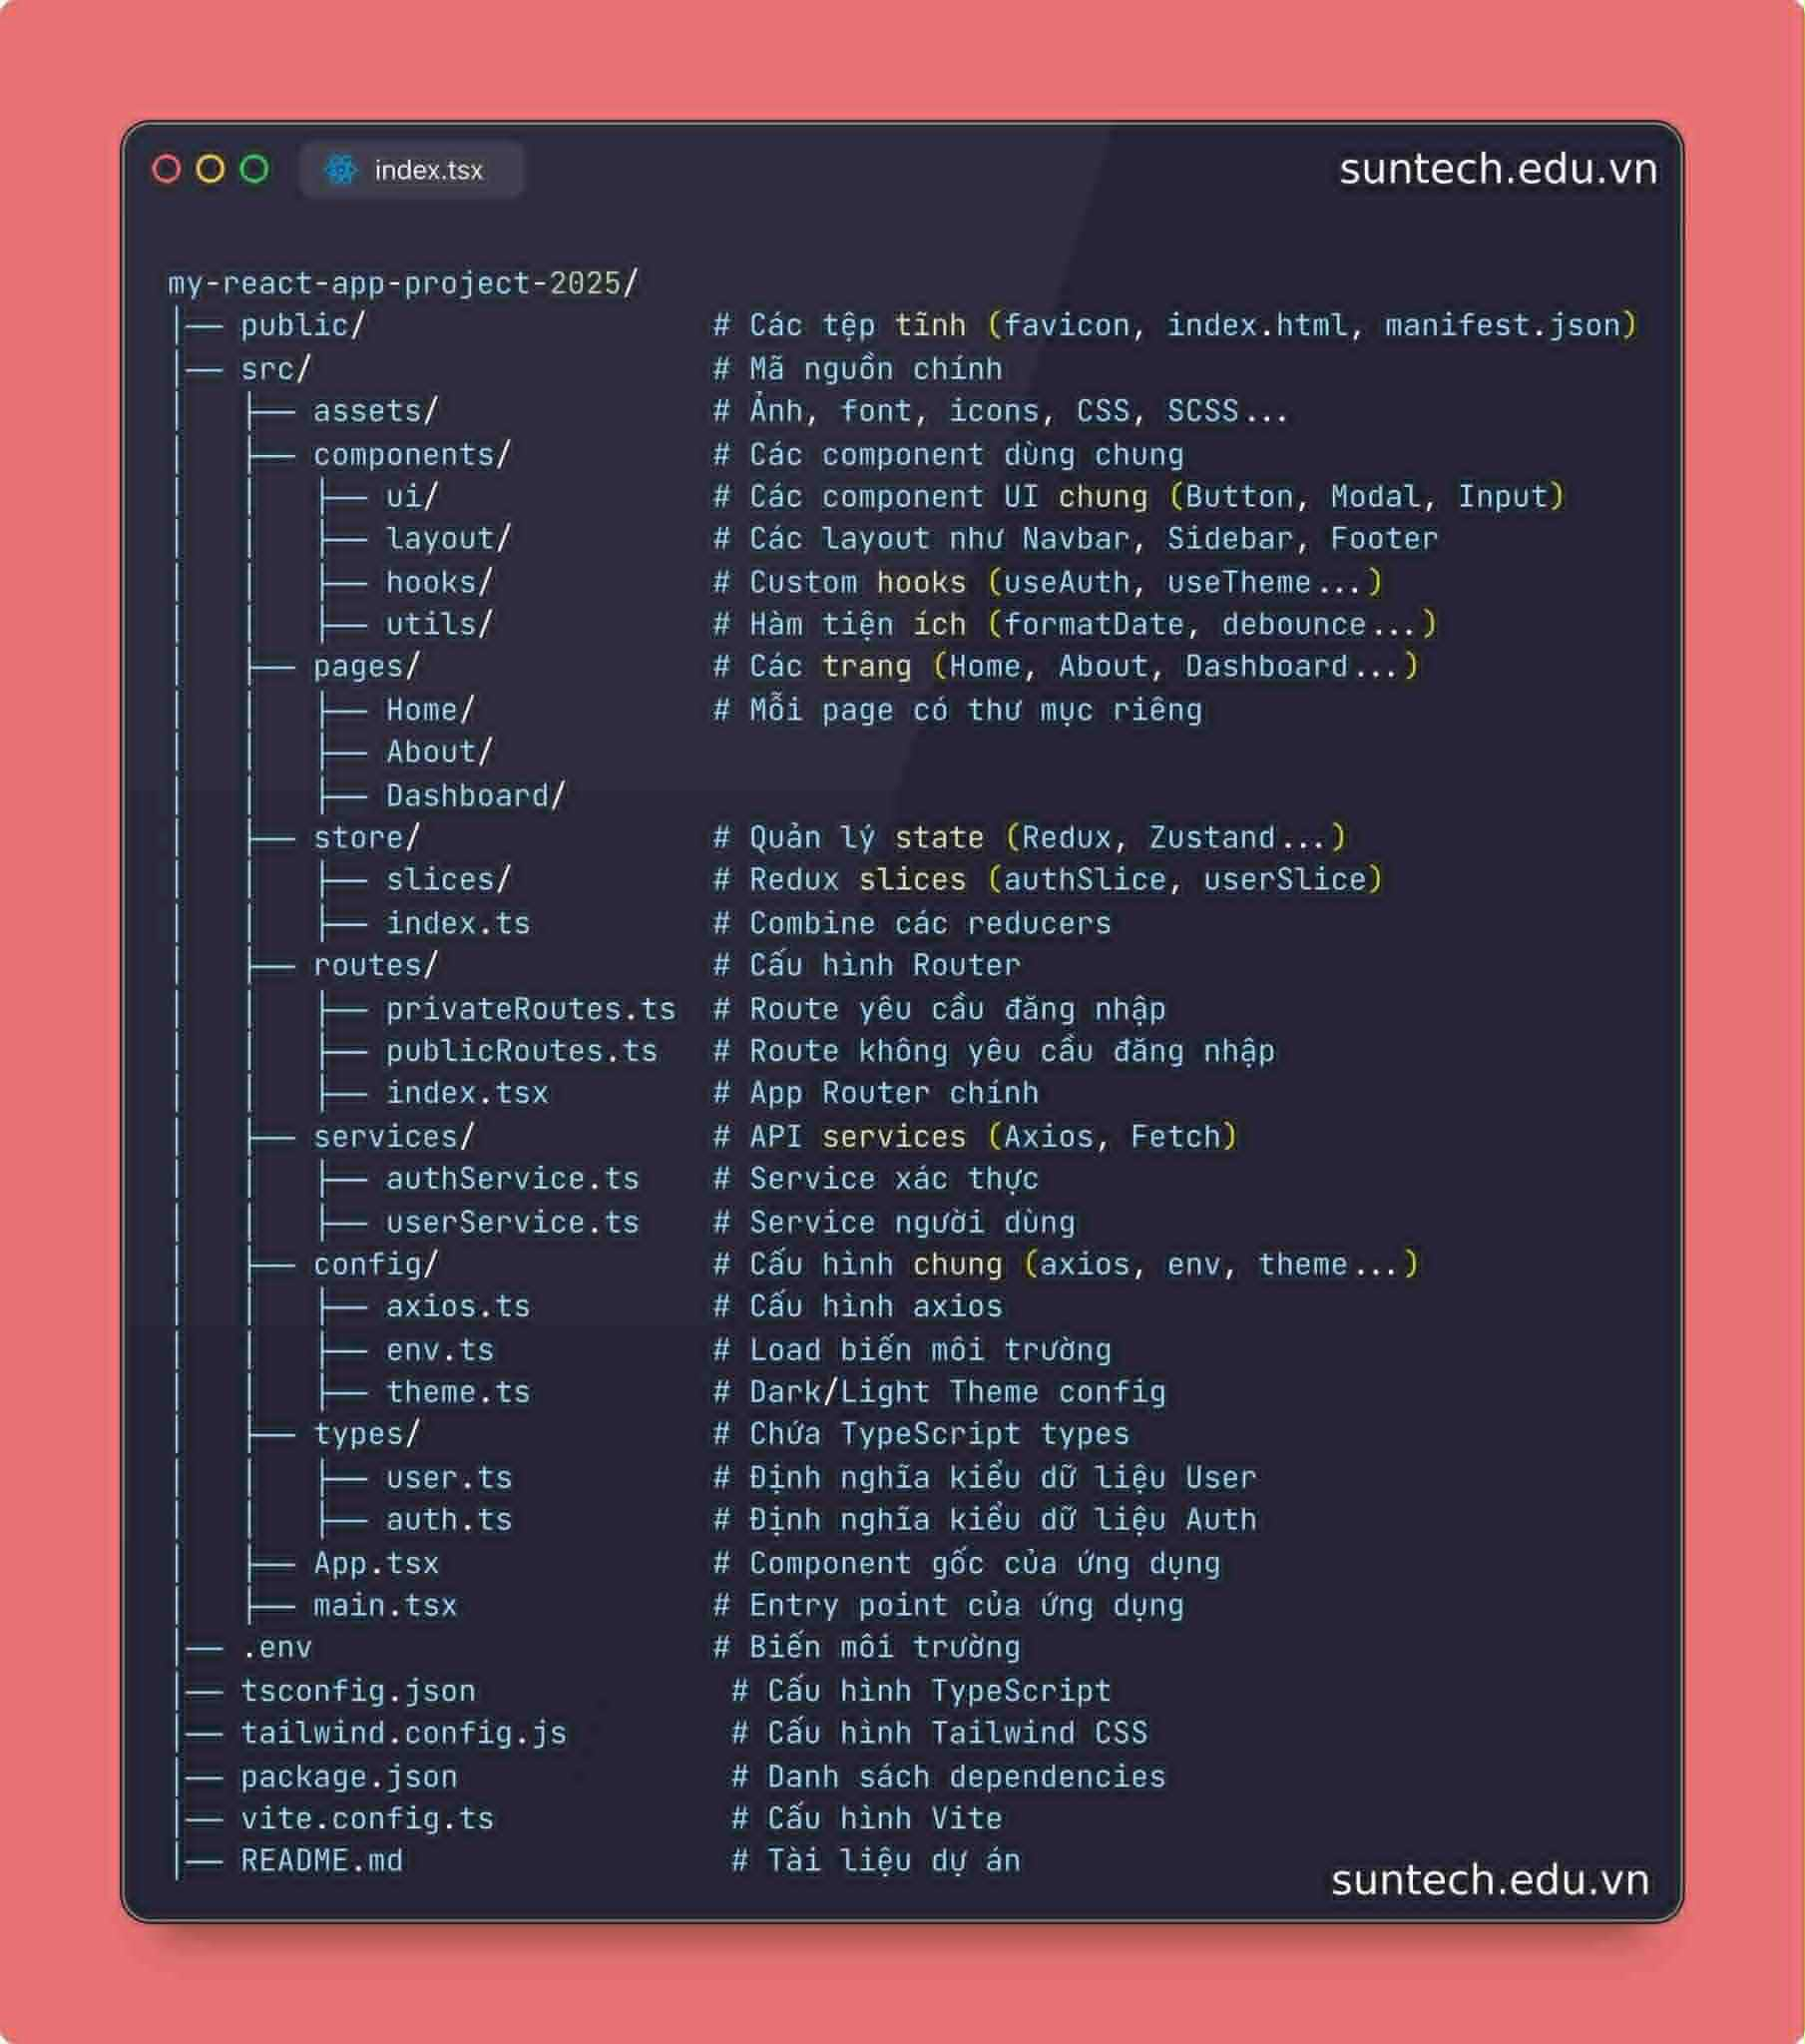 index.tsx
suntech.edu.vn
my-react-app-project-2025/
├── public/ # Các tệp tĩnh (favicon, index.html, manifest.json)
├── src/ # Mã nguồn chính
│ ├── assets/ # Ảnh, font, icons, CSS, SCSS...
│ ├── components/ # Các component dùng chung
│ │ ├── ui/ # Các component UI chung (Button, Modal, Input)
│ │ ├── layout/ # Các layout như Navbar, Sidebar, Footer
│ │ ├── hooks/ # Custom hooks (useAuth, useTheme...)
│ │ ├── utils/ # Hàm tiện ích (formatDate, debounce...)
│ ├── pages/ # Các trang (Home, About, Dashboard...)
│ │ ├── Home/ # Mỗi page có thư mục riêng
│ │ ├── About/
│ │ ├── Dashboard/
│ ├── store/ # Quản lý state (Redux, Zustand...)
│ │ ├── slices/ # Redux slices (authSlice, userSlice)
│ │ ├── index.ts # Combine các reducers
│ ├── routes/ # Cấu hình Router
│ │ ├── privateRoutes.ts # Route yêu cầu đăng nhập
│ │ ├── publicRoutes.ts # Route không yêu cầu đăng nhập
│ │ ├── index.tsx # App Router chính
│ ├── services/ # API services (Axios, Fetch)
│ │ ├── authService.ts # Service xác thực
│ │ ├── userService.ts # Service người dùng
│ ├── config/ # Cấu hình chung (axios, env, theme...)
│ │ ├── axios.ts # Cấu hình axios
│ │ ├── env.ts # Load biến môi trường
│ │ ├── theme.ts # Dark/Light Theme config
│ ├── types/ # Chứa TypeScript types
│ │ ├── user.ts # Định nghĩa kiểu dữ liệu User
│ │ ├── auth.ts # Định nghĩa kiểu dữ liệu Auth
│ ├── App.tsx # Component gốc của ứng dụng
│ ├── main.tsx # Entry point của ứng dụng
├── .env # Biến môi trường
├── tsconfig.json # Cấu hình TypeScript
├── tailwind.config.js # Cấu hình Tailwind CSS
├── package.json # Danh sách dependencies
├── vite.config.ts # Cấu hình Vite
├── README.md # Tài liệu dự án
suntech.edu.vn